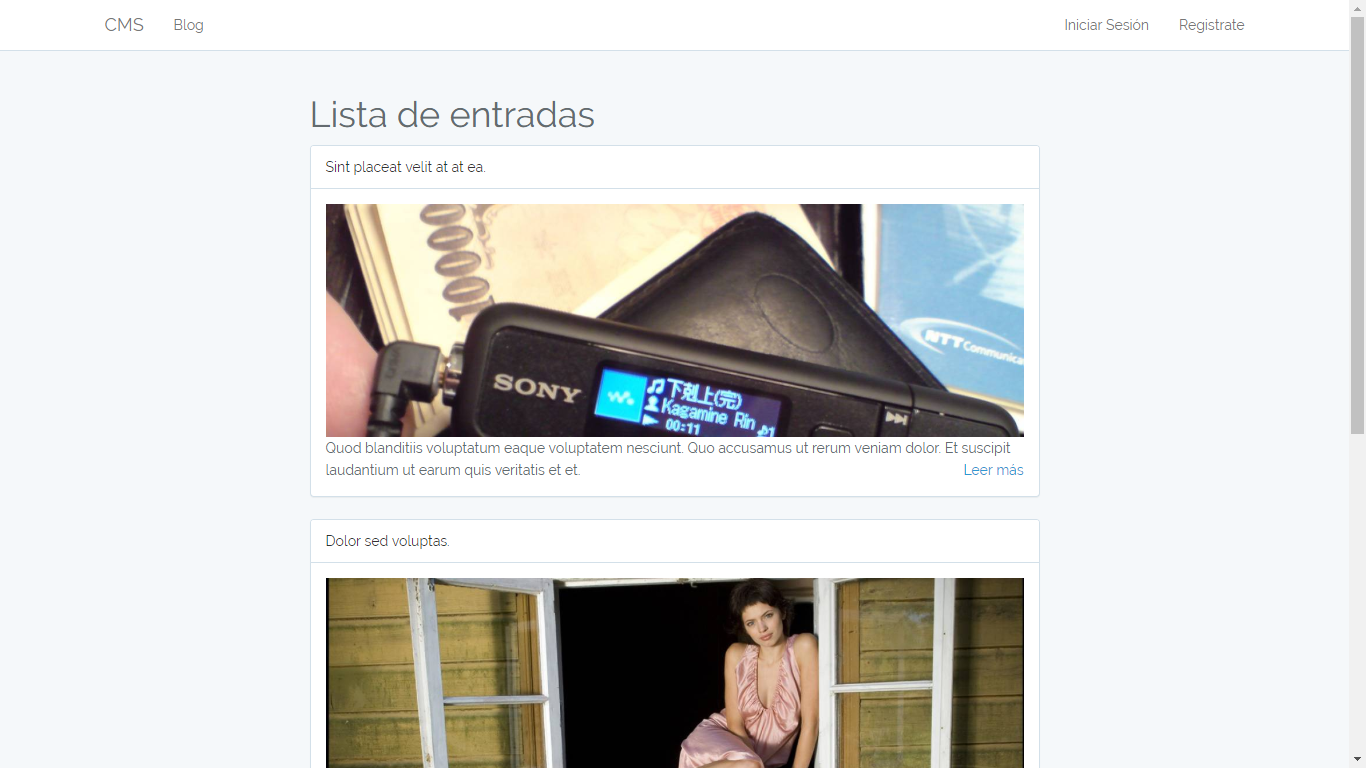 CMS
Blog
Iniciar Sesión
Registrate
Lista de entradas
Sint placeat velit at at ea.
10000
NTT Communica
SONY
下剋上(完)
Kagamine Rin
00:11
1
Quod blanditiis voluptatum eaque voluptatem nesciunt. Quo accusamus ut rerum veniam dolor. Et suscipit
laudantium ut earum quis veritatis et et.
Leer más
Dolor sed voluptas.